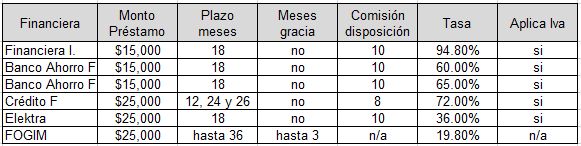 Financiera Monto Préstamo Plazo meses Meses gracia Comisión disposición Tasa Aplica Iva
Financiera I. $15,000 18 no 10 94.80% si
Banco Ahorro F $15,000 18 no 10 60.00% si
Banco Ahorro F $15,000 18 no 10 65.00% si
Crédito F $25,000 12, 24 y 26 no 8 72.00% si
Elektra $25,000 18 no 10 36.00% si
FOGIM $25,000 hasta 36 hasta 3 n/a 19.80% n/a